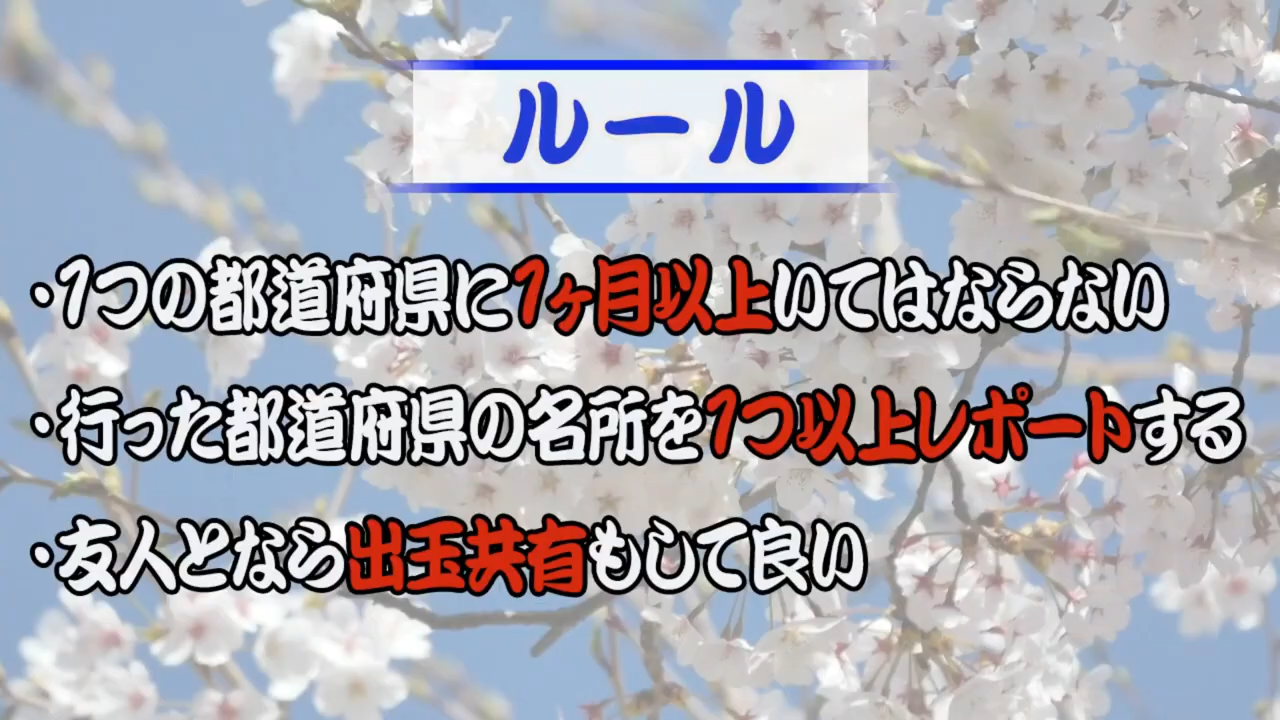 ルール
・1つの都道府県に1ヶ月以上いてはならない
・行った都道府県の名所を1つ以上レポートする
・友人となら出玉共有もして良い